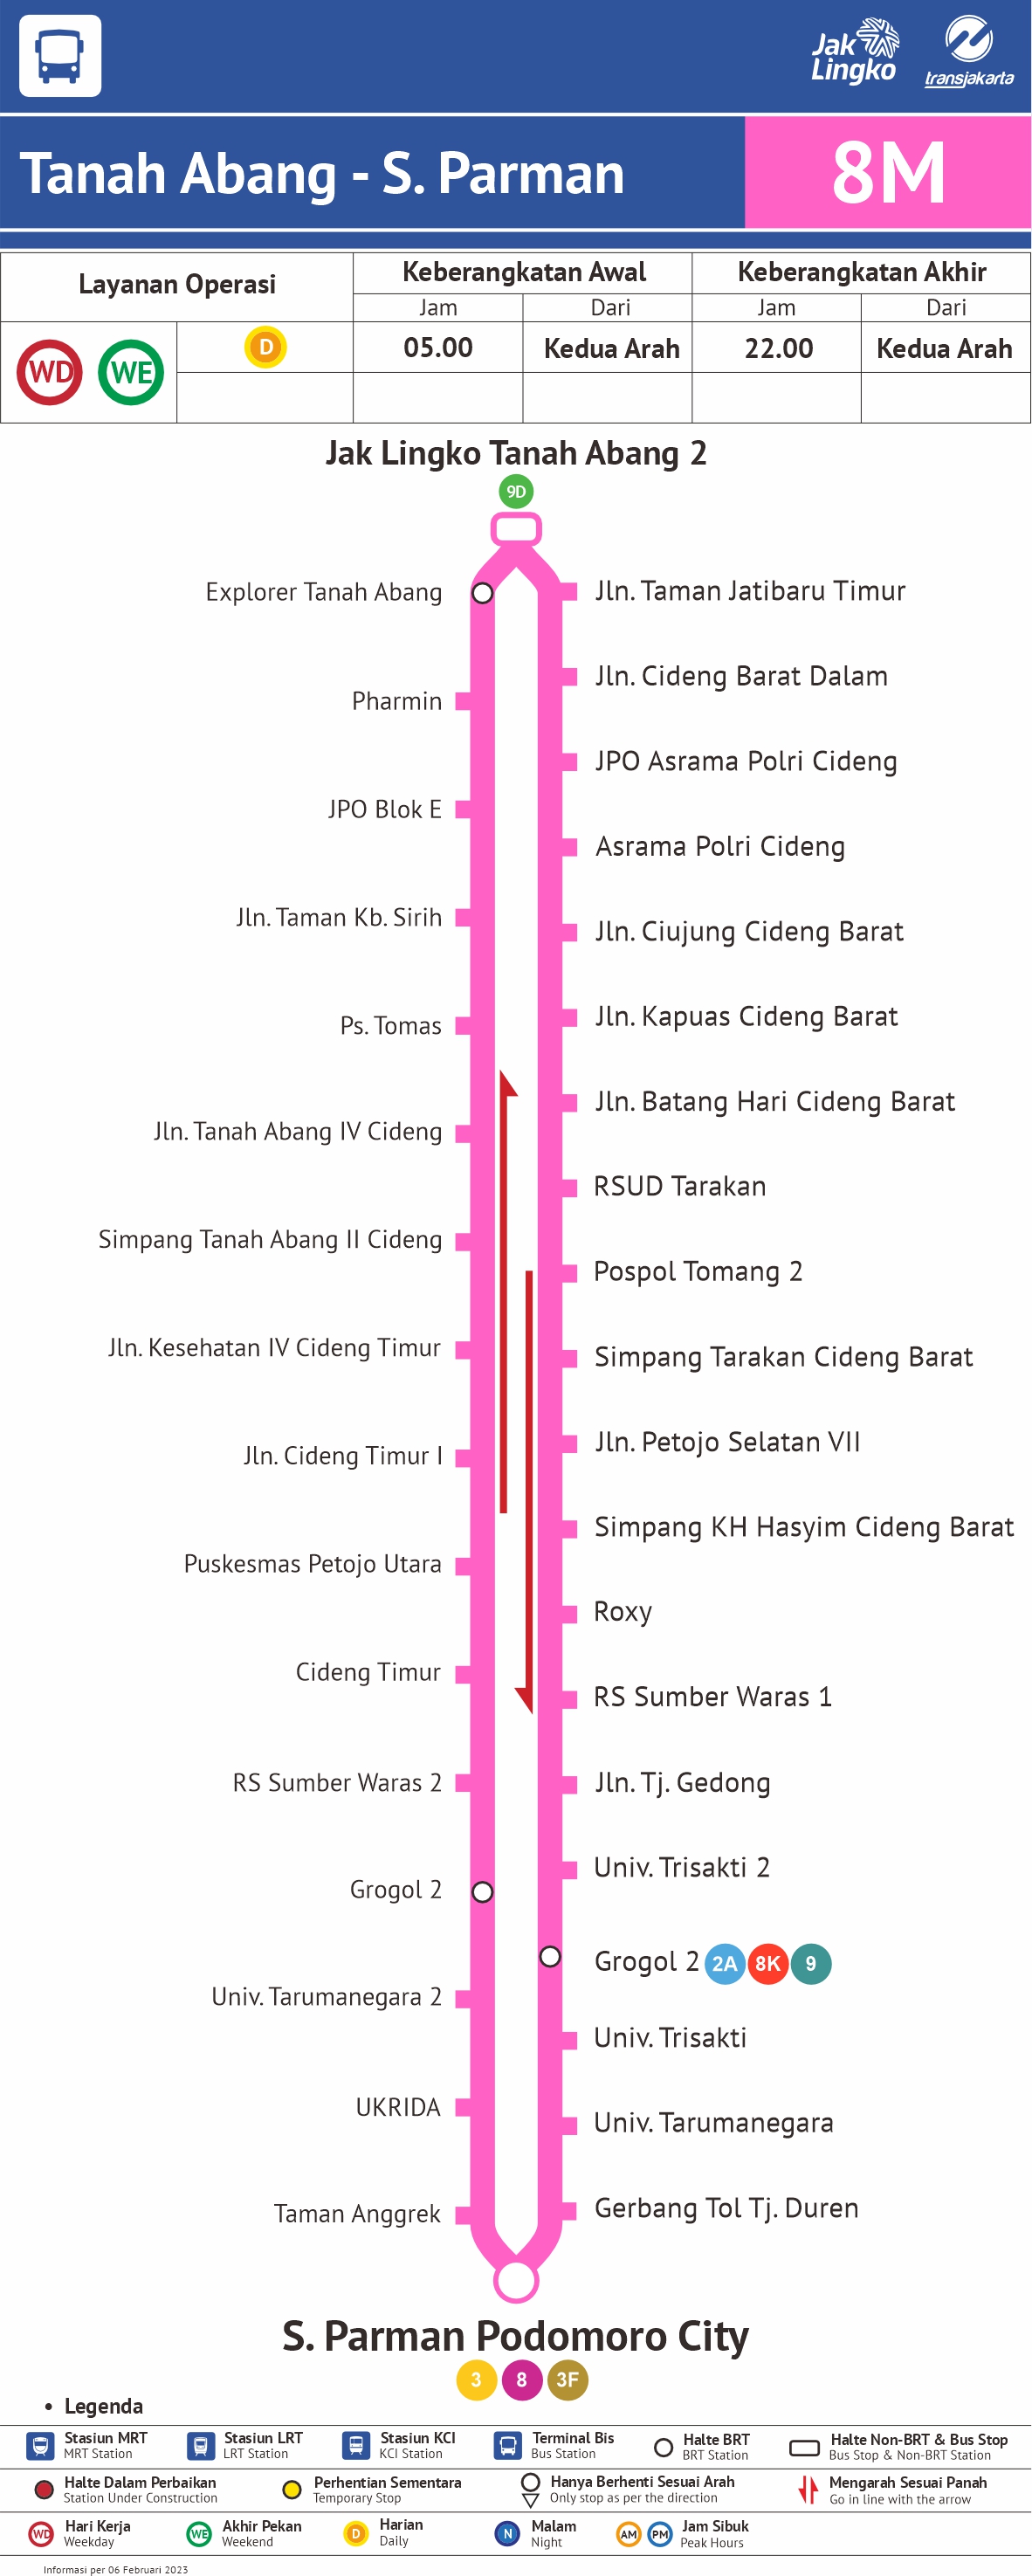 Jak
Lingko
transjakarta
Tanah Abang - S. Parman
8M
Layanan Operasi
Keberangkatan Awal
Keberangkatan Akhir
Jam
Dari
Jam
Dari
WD
WE
D
05.00
Kedua Arah
22.00
Kedua Arah
Jak Lingko Tanah Abang 2
9D
Explorer Tanah Abang
Pharmin
JPO Blok E
Jln. Taman Kb. Sirih
Ps. Tomas
Jln. Tanah Abang IV Cideng
Simpang Tanah Abang II Cideng
Jln. Kesehatan IV Cideng Timur
Jln. Cideng Timur I
Puskesmas Petojo Utara
Cideng Timur
RS Sumber Waras 2
Grogol 2
Univ. Tarumanegara 2
UKRIDA
Taman Anggrek
Jln. Taman Jatibaru Timur
Jln. Cideng Barat Dalam
JPO Asrama Polri Cideng
Asrama Polri Cideng
Jln. Ciujung Cideng Barat
Jln. Kapuas Cideng Barat
Jln. Batang Hari Cideng Barat
RSUD Tarakan
Pospol Tomang 2
Simpang Tarakan Cideng Barat
Jln. Petojo Selatan VII
Simpang KH Hasyim Cideng Barat
Roxy
RS Sumber Waras 1
Jln. Tj. Gedong
Univ. Trisakti 2
Grogol 2 2A 8K 9
Univ. Trisakti
Univ. Tarumanegara
Gerbang Tol Tj. Duren
S. Parman Podomoro City
3 8 3F
• Legenda
Stasiun MRT
MRT Station
Stasiun LRT
LRT Station
Stasiun KCI
KCI Station
Terminal Bis
Bus Station
Halte BRT
BRT Station
Halte Non-BRT & Bus Stop
Bus Stop & Non-BRT Station
Halte Dalam Perbaikan
Station Under Construction
Perhentian Sementara
Temporary Stop
Hanya Berhenti Sesuai Arah
Only stop as per the direction
Mengarah Sesuai Panah
Go in line with the arrow
WD
Hari Kerja
Weekday
WE
Akhir Pekan
Weekend
D
Harian
Daily
N
Malam
Night
AM PM
Jam Sibuk
Peak Hours
Informasi per 06 Februari 2023